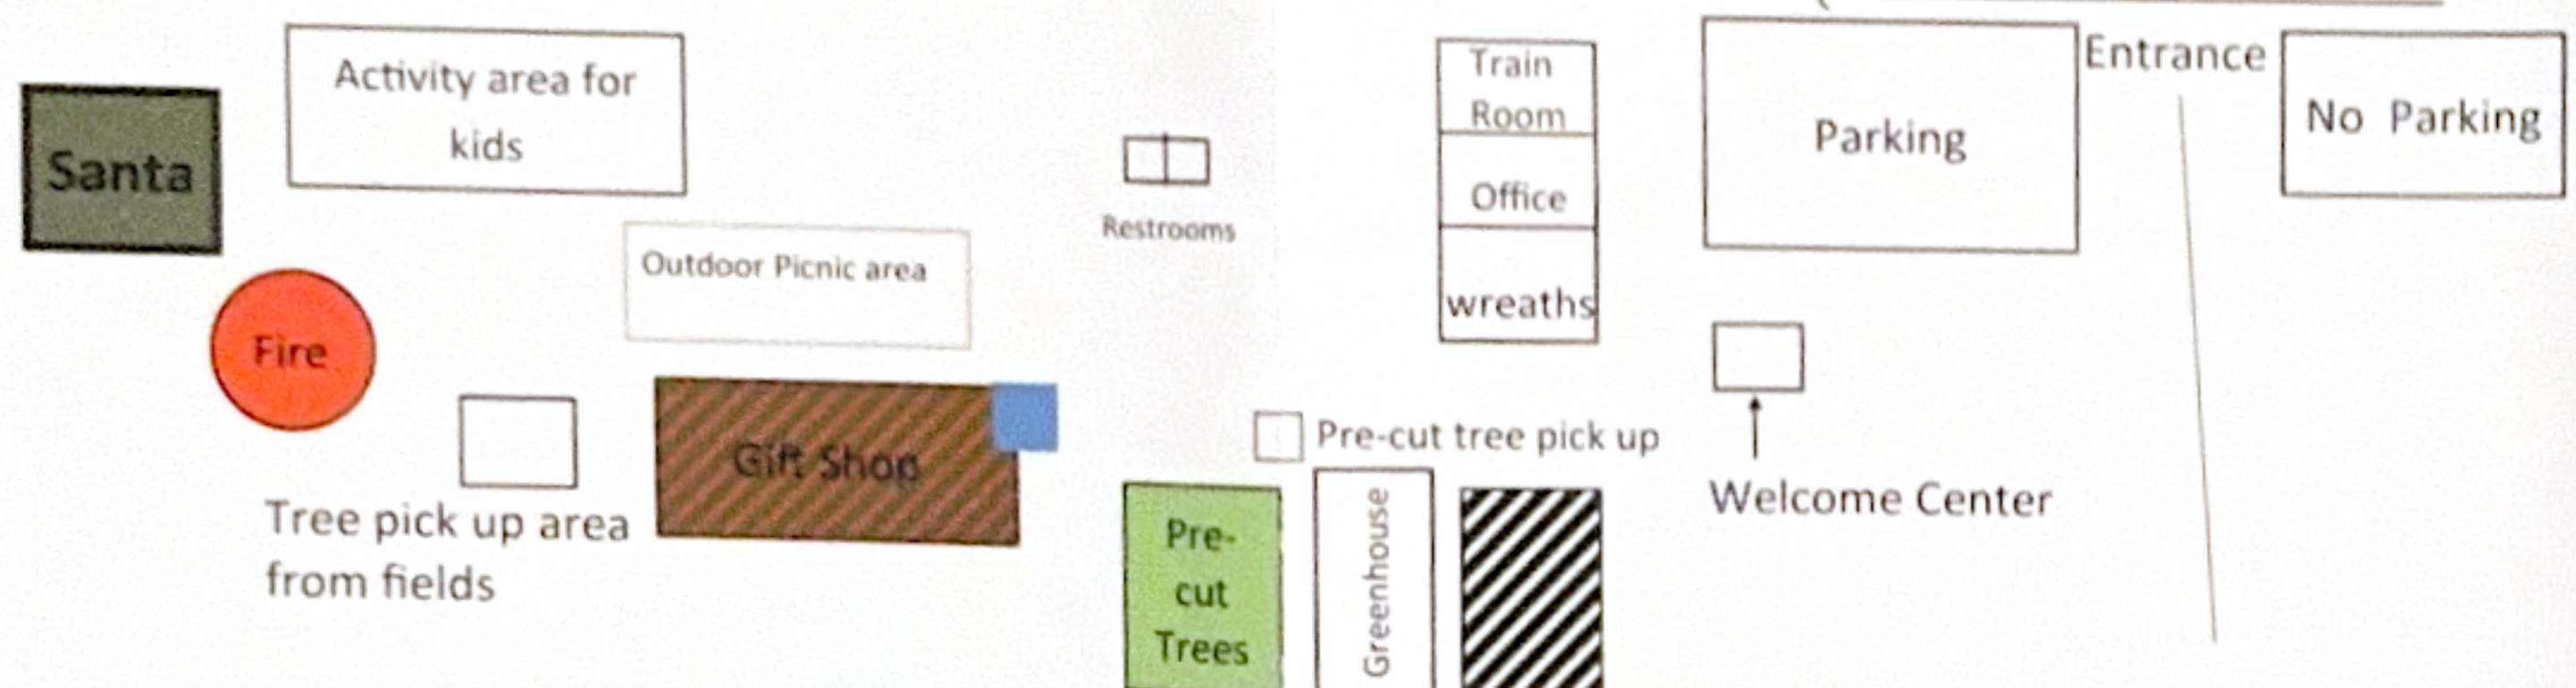 Activity area for
kids
Santa
Fire
Outdoor Picnic area
Restrooms
Train
Room
Office
wreaths
Parking
Entrance
No Parking
Gift Shop
Tree pick up area
from fields
Pre-cut tree pick up
Pre-
cut
Trees
Greenhouse
Welcome Center